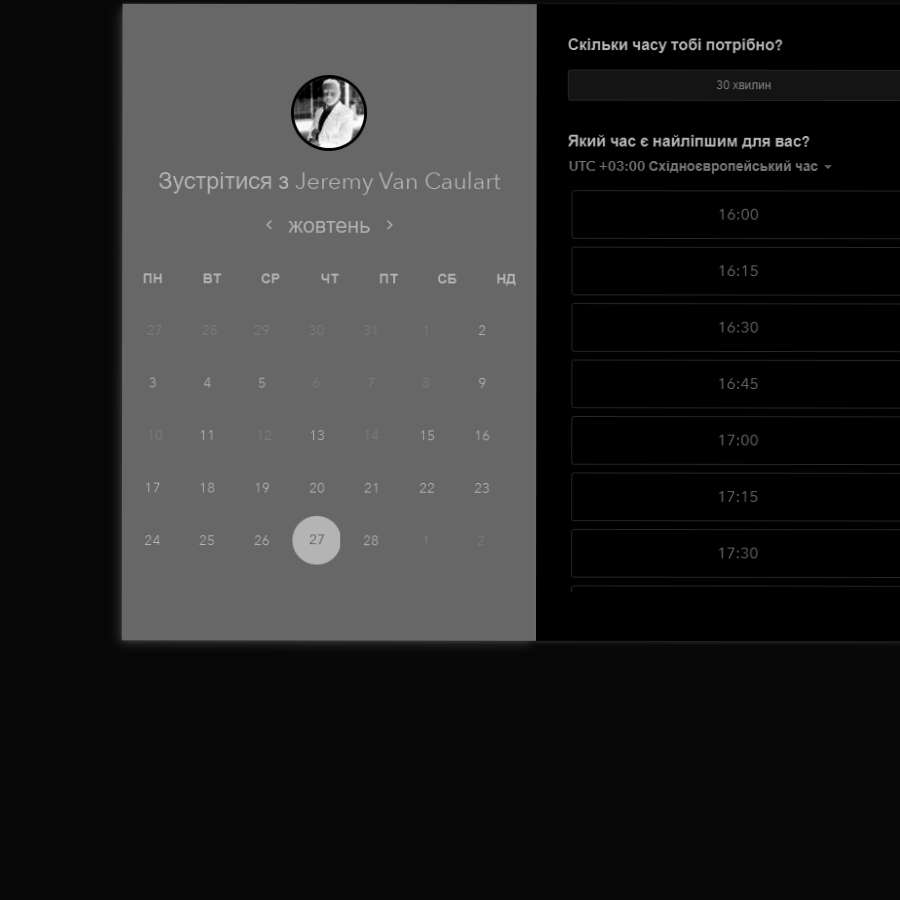 Зустрітися з Jeremy Van Caulart
жовтень
ПН ВТ СР ЧТ ПТ СБ НД
27 28 29 30 31 1 2
3 4 5 6 7 8 9
10 11 12 13 14 15 16
17 18 19 20 21 22 23
24 25 26 27 28 1 2
Скільки часу тобі потрібно?
30 хвилин
Який час є найліпшим для вас?
UTC +03:00 Східноєвропейський час
16:00
16:15
16:30
16:45
17:00
17:15
17:30